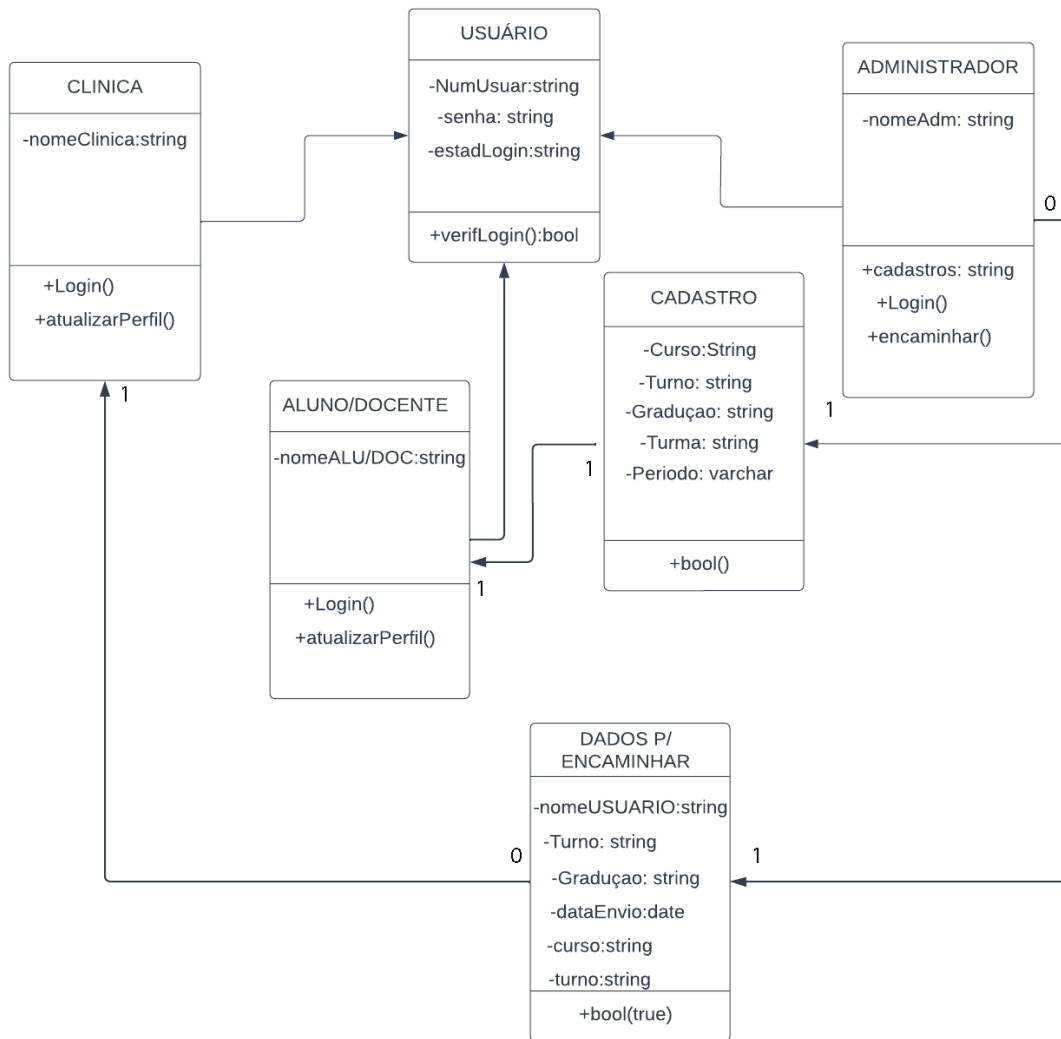 USUÁRIO
-NumUsuar:string
-senha: string
-estadLogin:string
+verifLogin():bool
CLINICA
-nomeClinica:string
+Login()
+atualizarPerfil()
1
ADMINISTRADOR
-nomeAdm: string
0
+cadastros: string
+Login()
+encaminhar()
CADASTRO
-Curso:String
-Turno: string
-Graduçao: string
-Turma: string
-Periodo: varchar
+bool()
1
1
ALUNO/DOCENTE
-nomeALU/DOC:string
+Login()
+atualizarPerfil()
1
DADOS P/
ENCAMINHAR
-nomeUSUARIO:string
-Turno: string
-Graduçao: string
-dataEnvio:date
-curso:string
-turno:string
+bool(true)
0
1